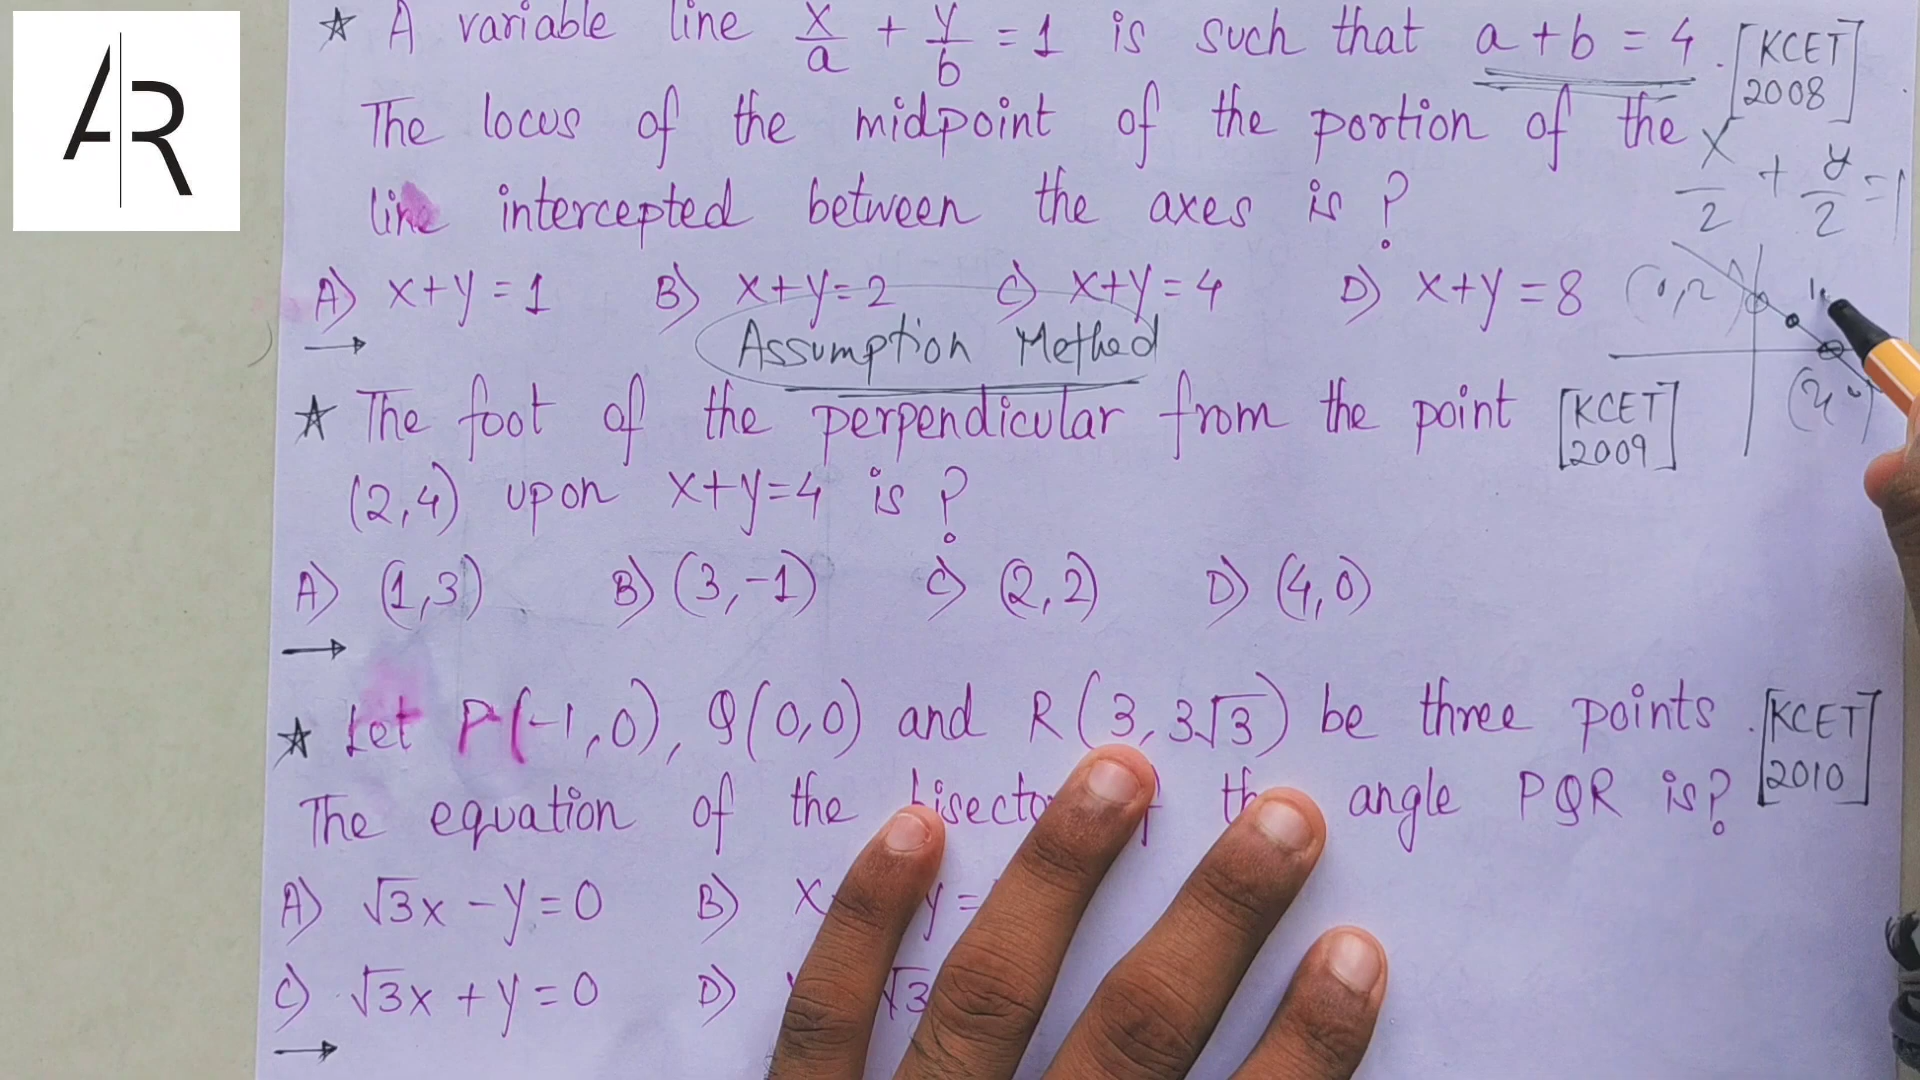 AR
☆ A variable line x/a + y/b = 1 is such that a + b = 4 . [KCET 2008]
The locus of the midpoint of the portion of the
line intercepted between the axes is ?
x/2 + y/2 = 1
A) x+y = 1 B) x+y = 2 C) x+y = 4 D) x+y = 8
Assumption Method
☆ The foot of the perpendicular from the point [KCET 2009]
(2,4) upon x+y=4 is ?
A) (1,3) B) (3,-1) C) (2,2) D) (4,0)
☆ Let P(-1,0), Q(0,0) and R(3,3√3) be three points . [KCET 2010]
The equation of the angle PQR is?
A) √3x - y = 0 B) x y =
C) √3x + y = 0 D) √3